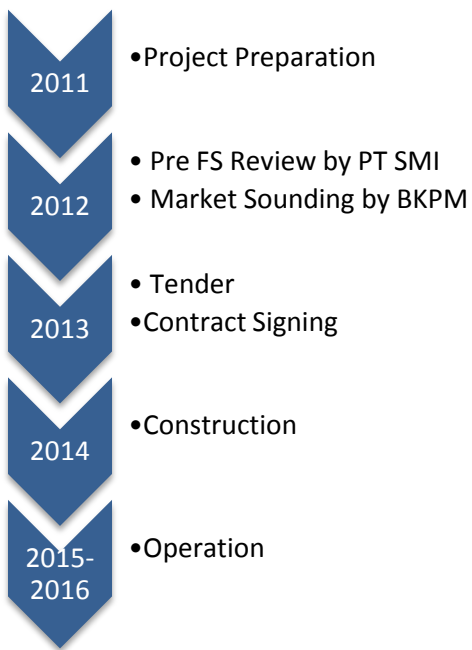 2011
•Project Preparation
2012
• Pre FS Review by PT SMI
• Market Sounding by BKPM
2013
• Tender
•Contract Signing
2014
•Construction
2015-
2016
•Operation